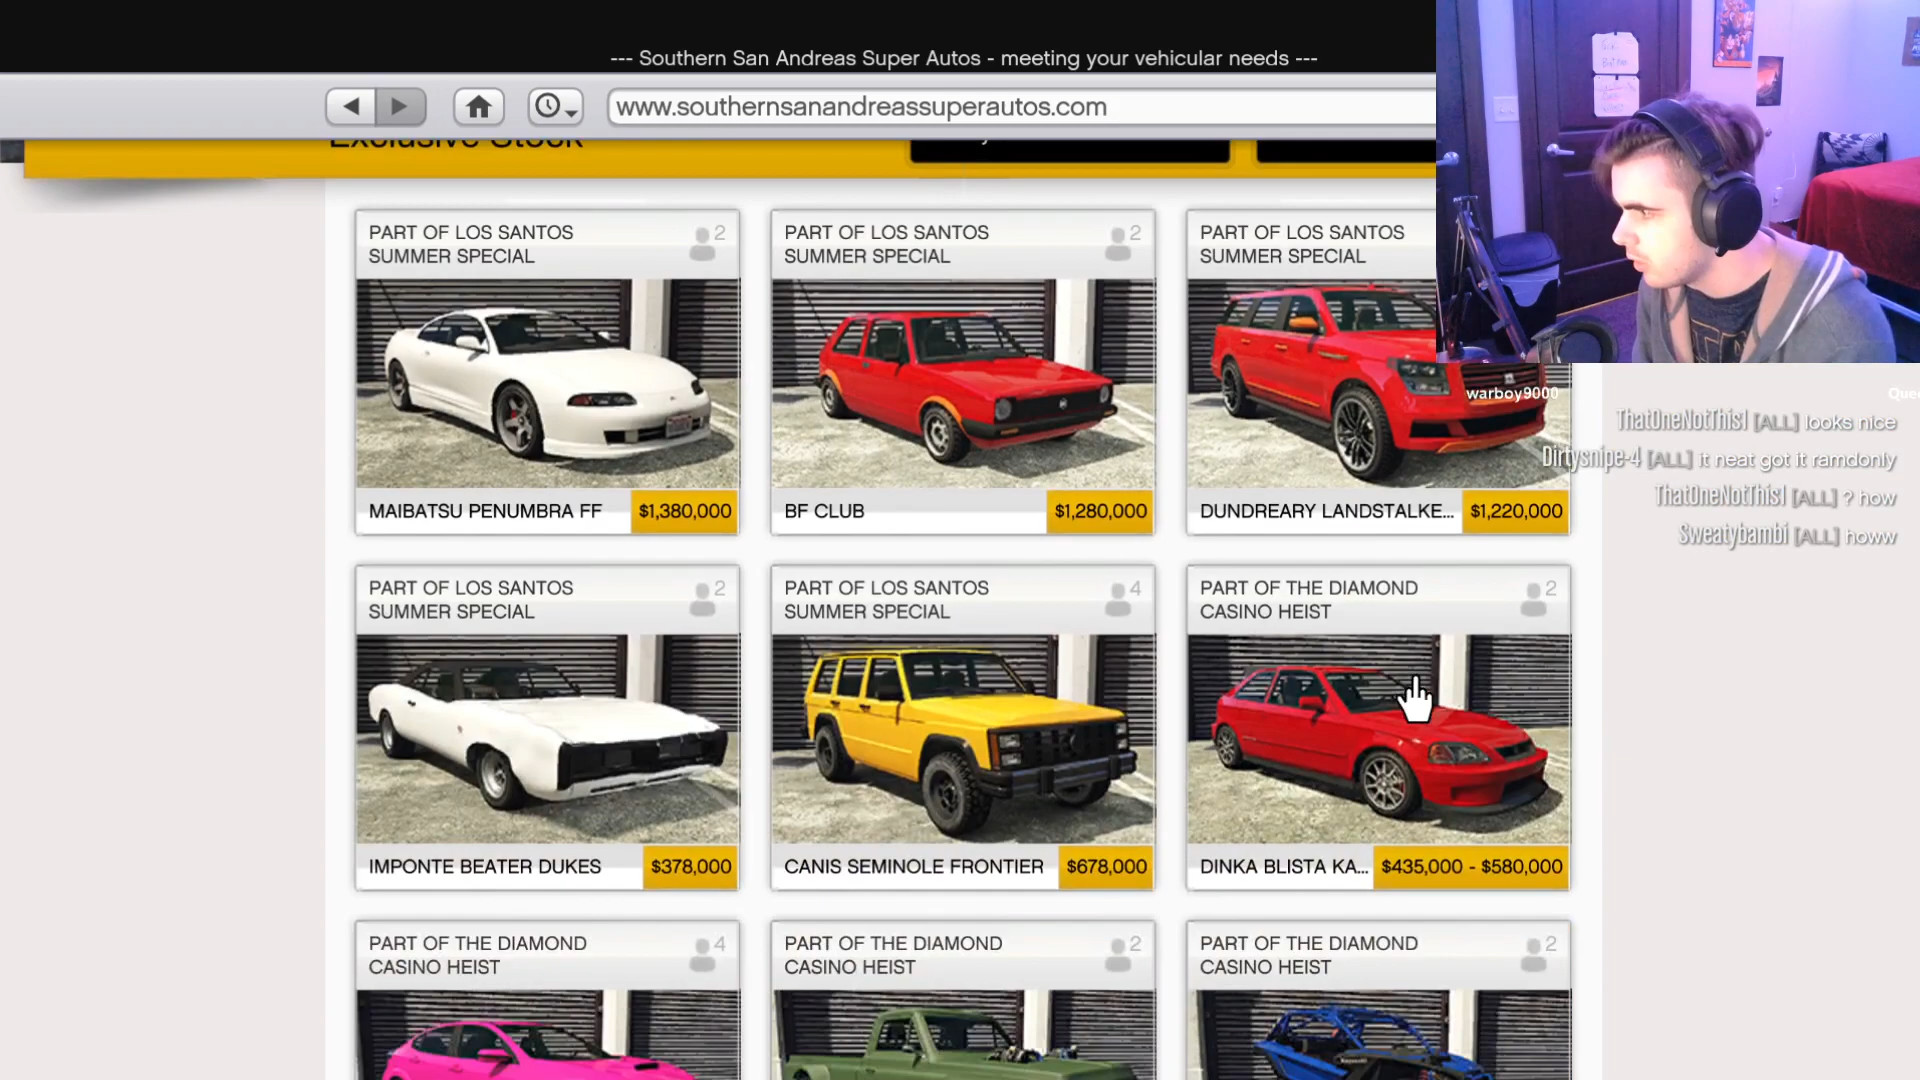 --- Southern San Andreas Super Autos - meeting your vehicular needs ---
www.southernsanandreassuperautos.com
Exclusive Stock
PART OF LOS SANTOS
SUMMER SPECIAL
2
PART OF LOS SANTOS
SUMMER SPECIAL
2
PART OF LOS SANTOS
SUMMER SPECIAL
MAIBATSU PENUMBRA FF
$1,380,000
BF CLUB
$1,280,000
DUNDREARY LANDSTALKE...
$1,220,000
warboy9000
ThatOneNotThis1 [ALL] looks nice
Dirtysnipe-4 [ALL] it neat got it ramdonly
ThatOneNotThis1 [ALL] ? how
Sweatybambi [ALL] howw
PART OF LOS SANTOS
SUMMER SPECIAL
2
PART OF LOS SANTOS
SUMMER SPECIAL
4
PART OF THE DIAMOND
CASINO HEIST
2
IMPONTE BEATER DUKES
$378,000
CANIS SEMINOLE FRONTIER
$678,000
DINKA BLISTA KA...
$435,000 - $580,000
PART OF THE DIAMOND
CASINO HEIST
4
PART OF THE DIAMOND
CASINO HEIST
2
PART OF THE DIAMOND
CASINO HEIST
2